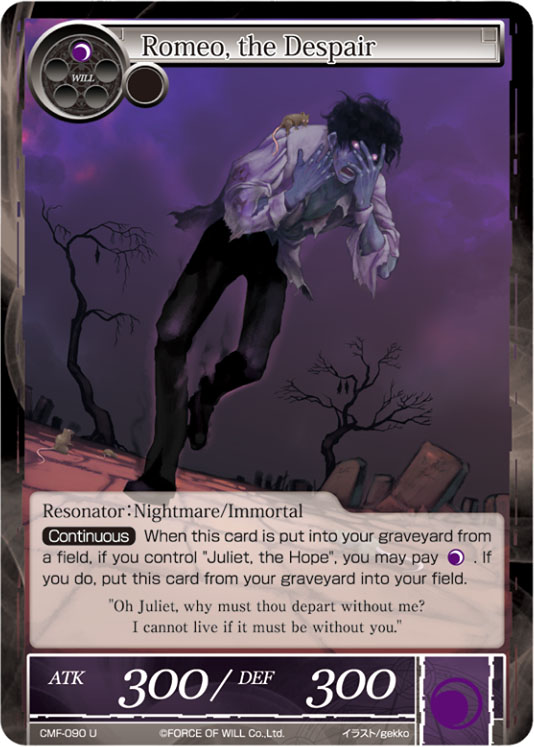 Romeo, the Despair
WILL
Resonator:Nightmare/Immortal
Continuous When this card is put into your graveyard from
a field, if you control "Juliet, the Hope", you may pay . If
you do, put this card from your graveyard into your field.
"Oh Juliet, why must thou depart without me?
I cannot live if it must be without you."
ATK 300 / DEF 300
CMF-090 U ©FORCE OF WILL Co.,Ltd. イラスト/gekko